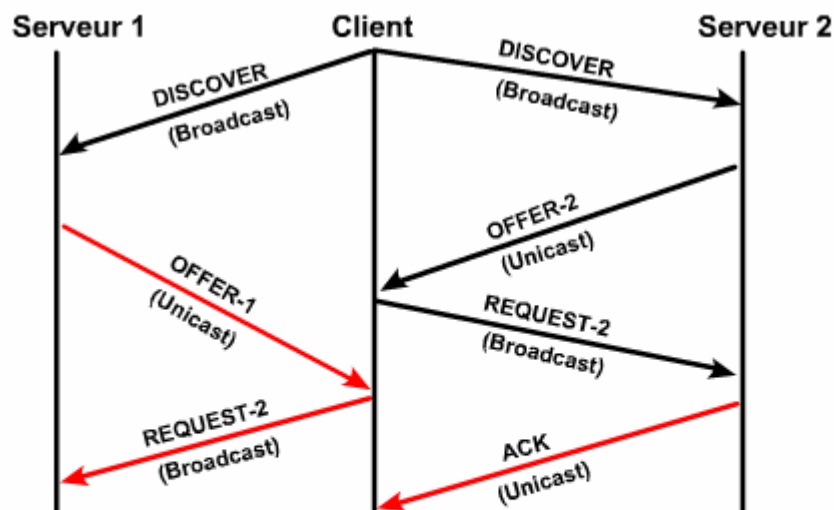 Serveur 1
Client
Serveur 2
DISCOVER
(Broadcast)
DISCOVER
(Broadcast)
OFFER-2
(Unicast)
OFFER-1
(Unicast)
REQUEST-2
(Broadcast)
REQUEST-2
(Broadcast)
ACK
(Unicast)